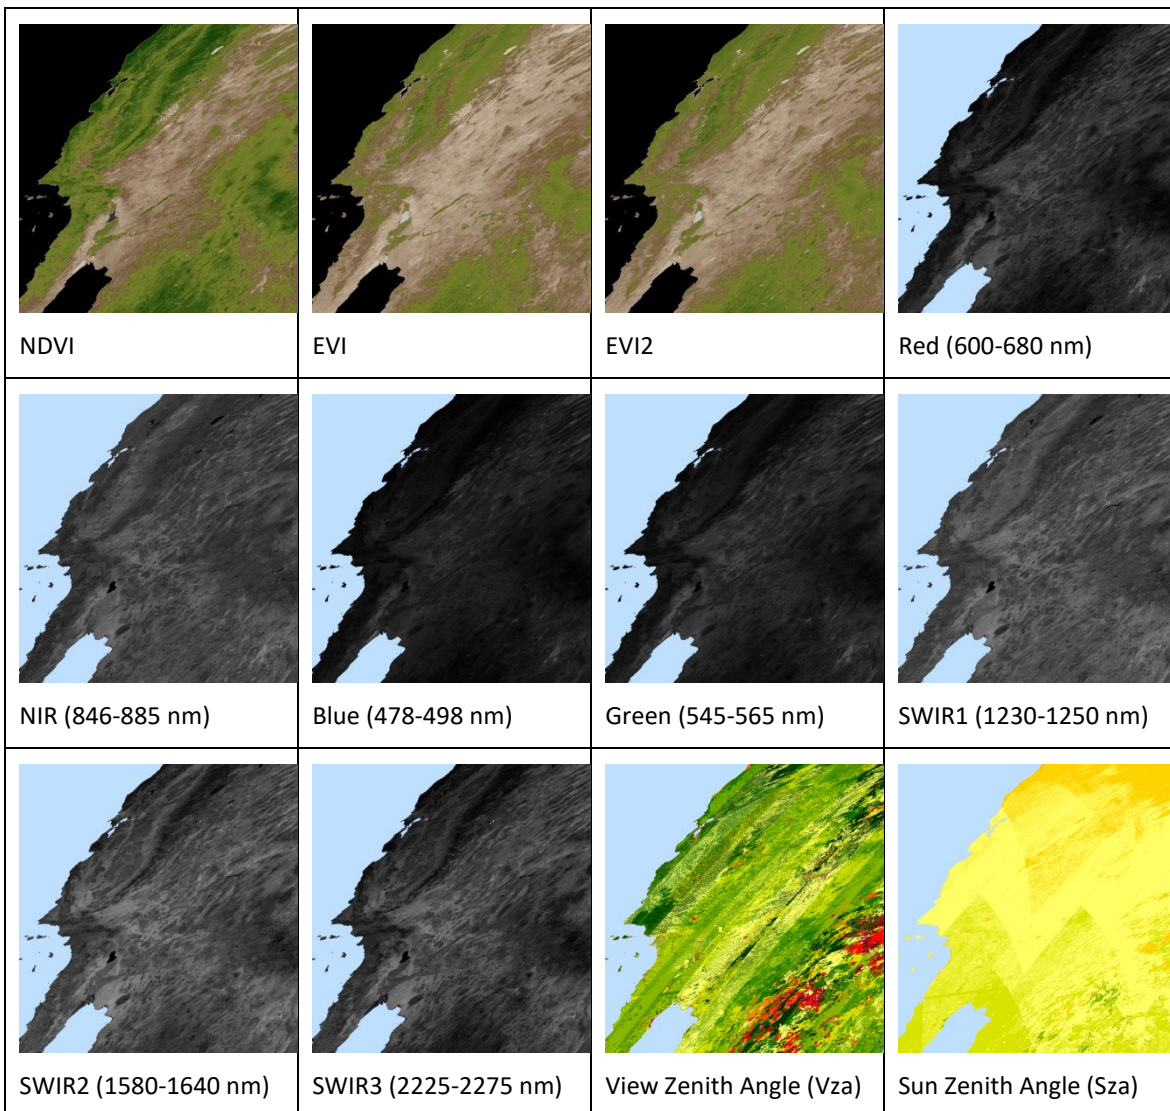 NDVI
EVI
EVI2
Red (600-680 nm)
NIR (846-885 nm)
Blue (478-498 nm)
Green (545-565 nm)
SWIR1 (1230-1250 nm)
SWIR2 (1580-1640 nm)
SWIR3 (2225-2275 nm)
View Zenith Angle (Vza)
Sun Zenith Angle (Sza)